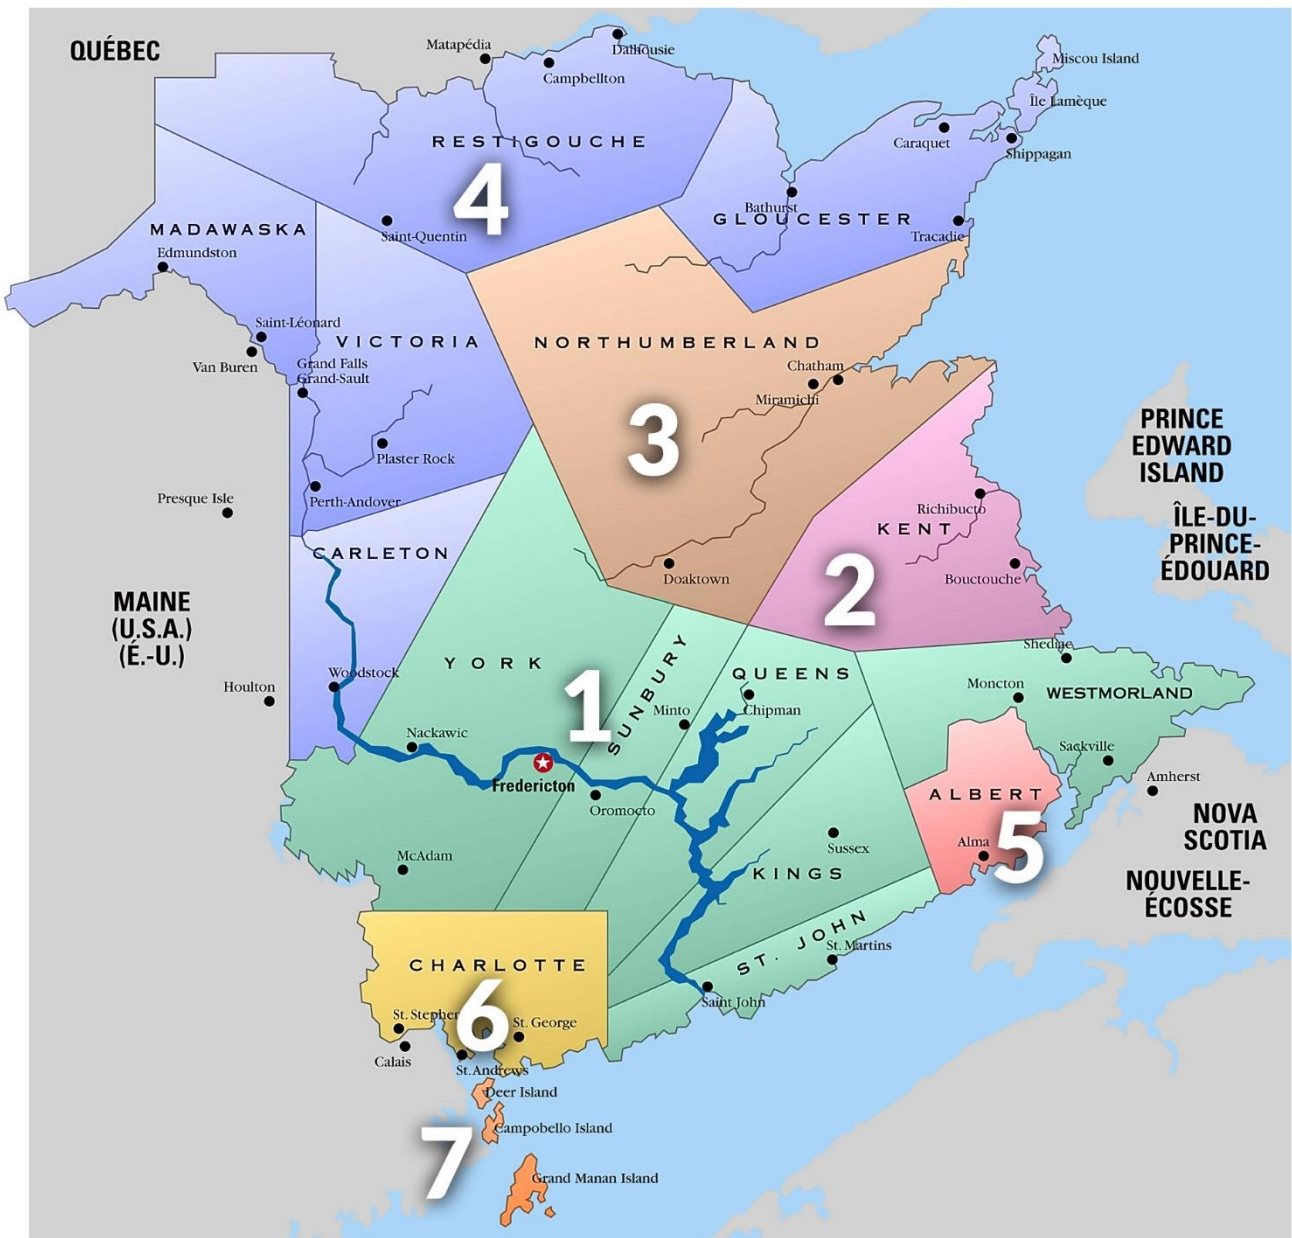 Matapédia
Dalhousie
QUÉBEC
Campbellton
Miscou Island
Île Lamèque
RESTIGOUCHE
Caraquet
Shippagan
4
Bathurst
MADAWASKA
GLOUCESTER
Saint-Quentin
Tracadie
Edmundston
Saint-Léonard
VICTORIA
NORTHUMBERLAND
Van Buren
Grand Falls
Grand-Sault
Chatham
Miramichi
3
PRINCE
EDWARD
ISLAND
Plaster Rock
Presque Isle
Perth-Andover
Richibucto
KENT
ÎLE-DU-
PRINCE-
ÉDOUARD
CARLETON
Doaktown
2
Bouctouche
MAINE
(U.S.A.)
(É.-U.)
Shediac
YORK
SUNBURY
QUEENS
Woodstock
Houlton
Moncton
WESTMORLAND
1
Minto
Chipman
Nackawic
Sackville
Fredericton
Amherst
Oromocto
ALBERT
NOVA
SCOTIA
Sussex
Alma
5
McAdam
KINGS
NOUVELLE-
ÉCOSSE
ST. JOHN
St. Martins
CHARLOTTE
Saint John
6
St. Stephen
St. George
Calais
St. Andrews
Deer Island
Campobello Island
7
Grand Manan Island